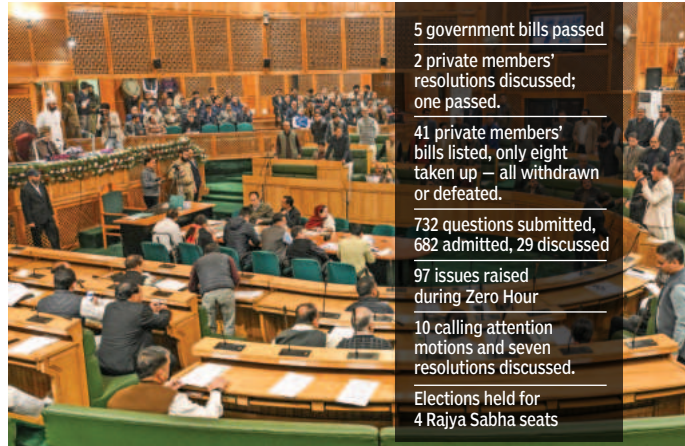 5 government bills passed
2 private members’
resolutions discussed;
one passed.
41 private members’
bills listed, only eight
taken up — all withdrawn
or defeated.
732 questions submitted,
682 admitted, 29 discussed
97 issues raised
during Zero Hour
10 calling attention
motions and seven
resolutions discussed.
Elections held for
4 Rajya Sabha seats